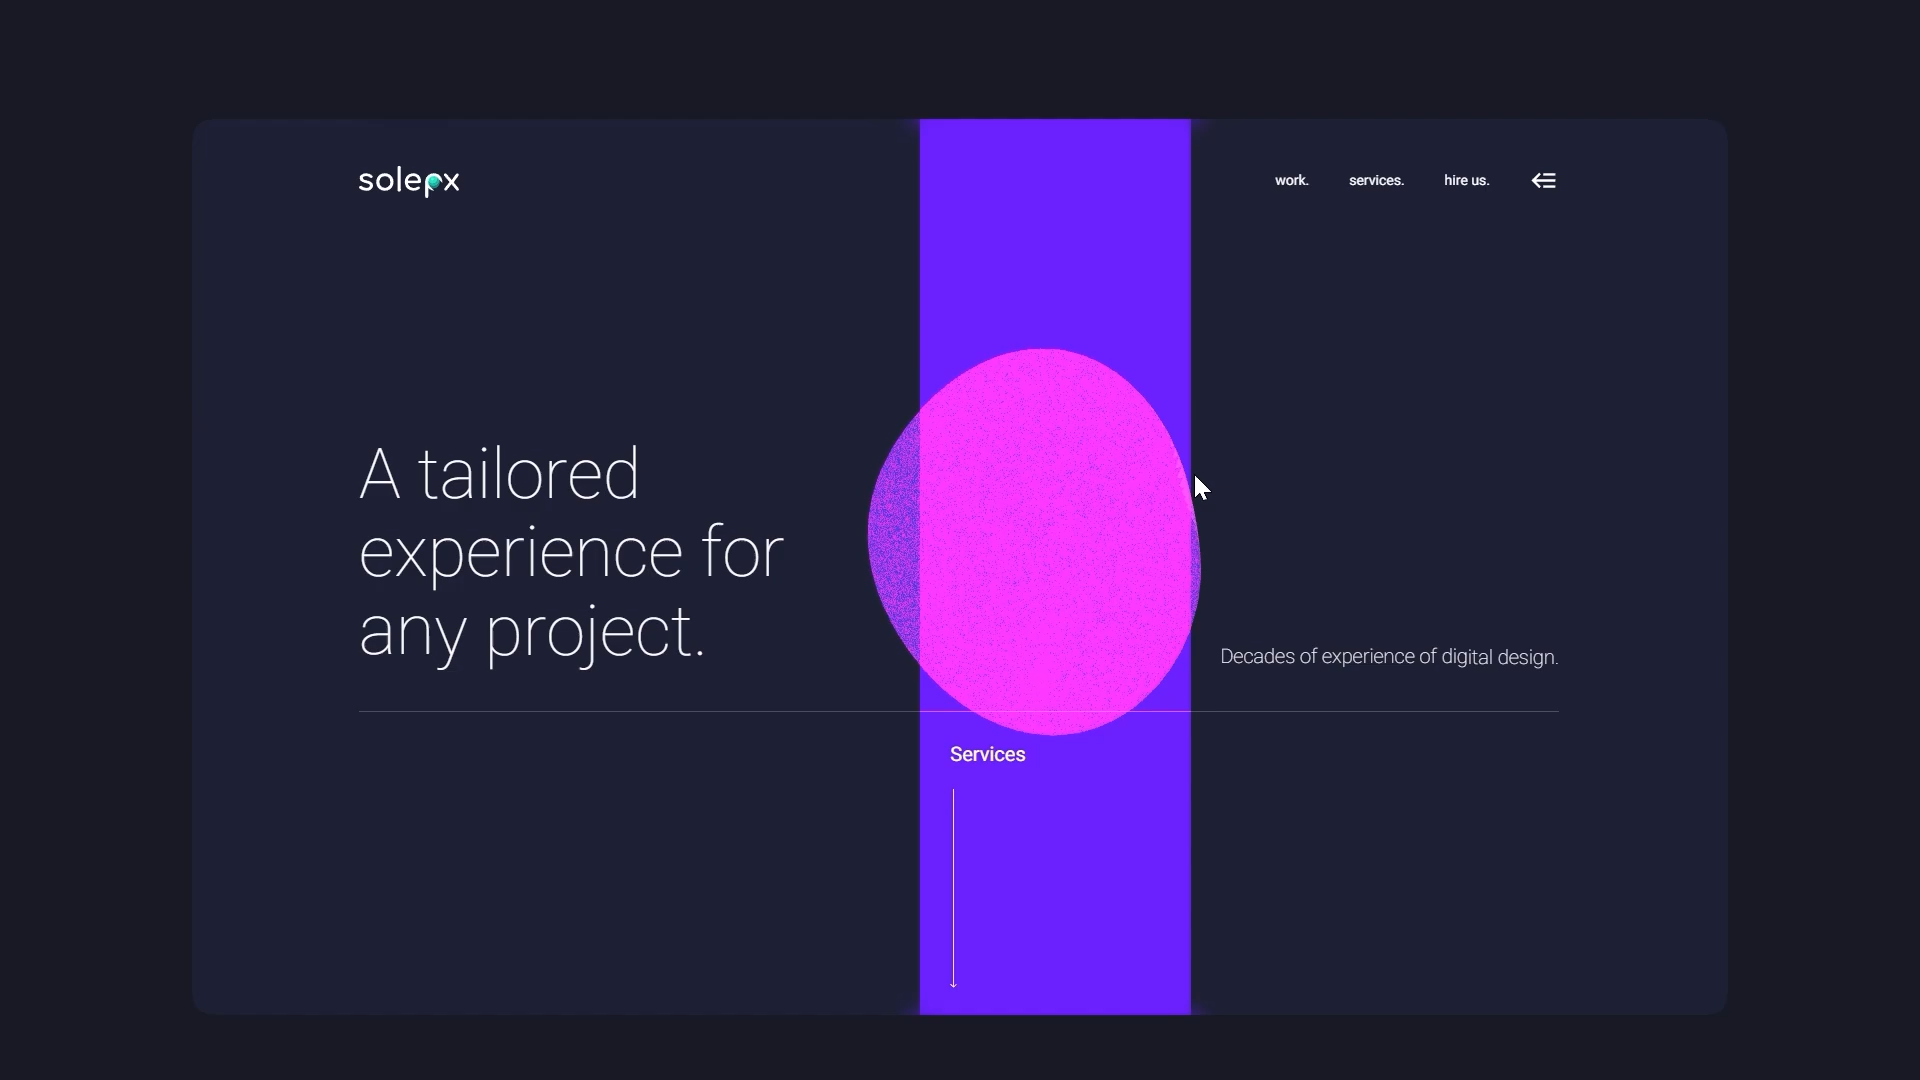 solepx
work. services. hire us.
A tailored
experience for
any project.
Decades of experience of digital design.
Services